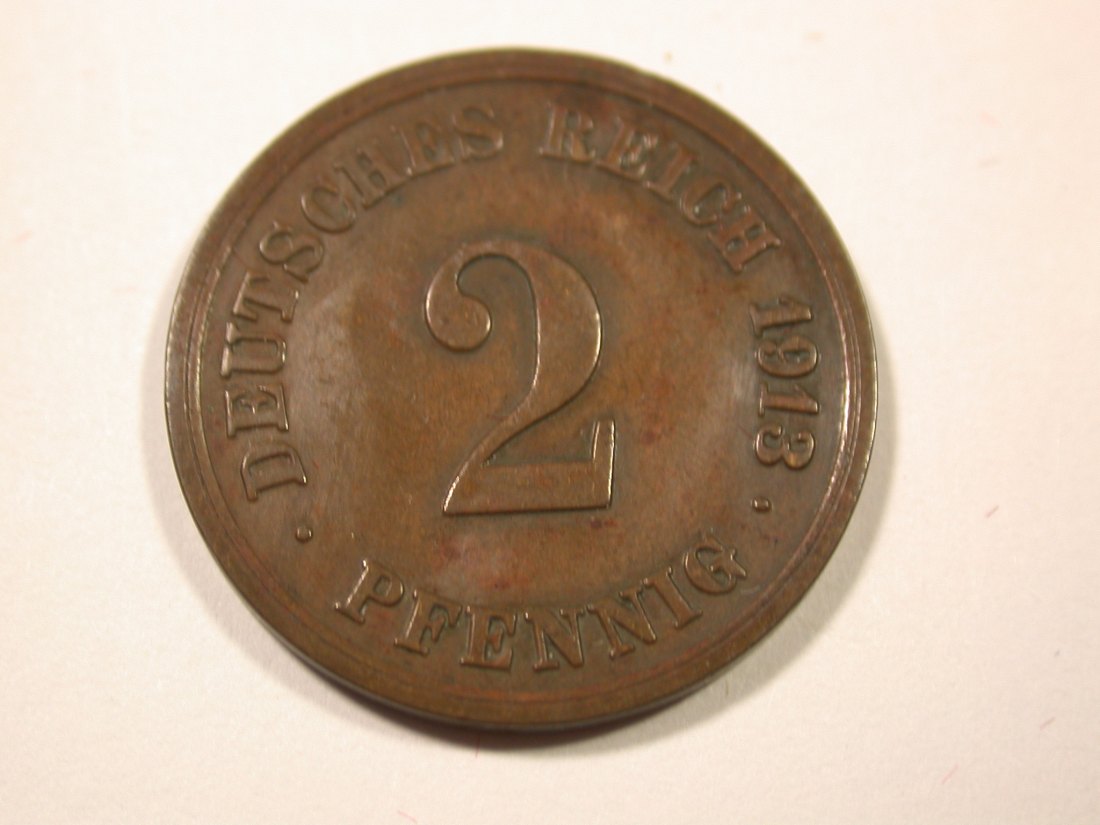 DEUTSCHES REICH 1913
2
PFENNIG